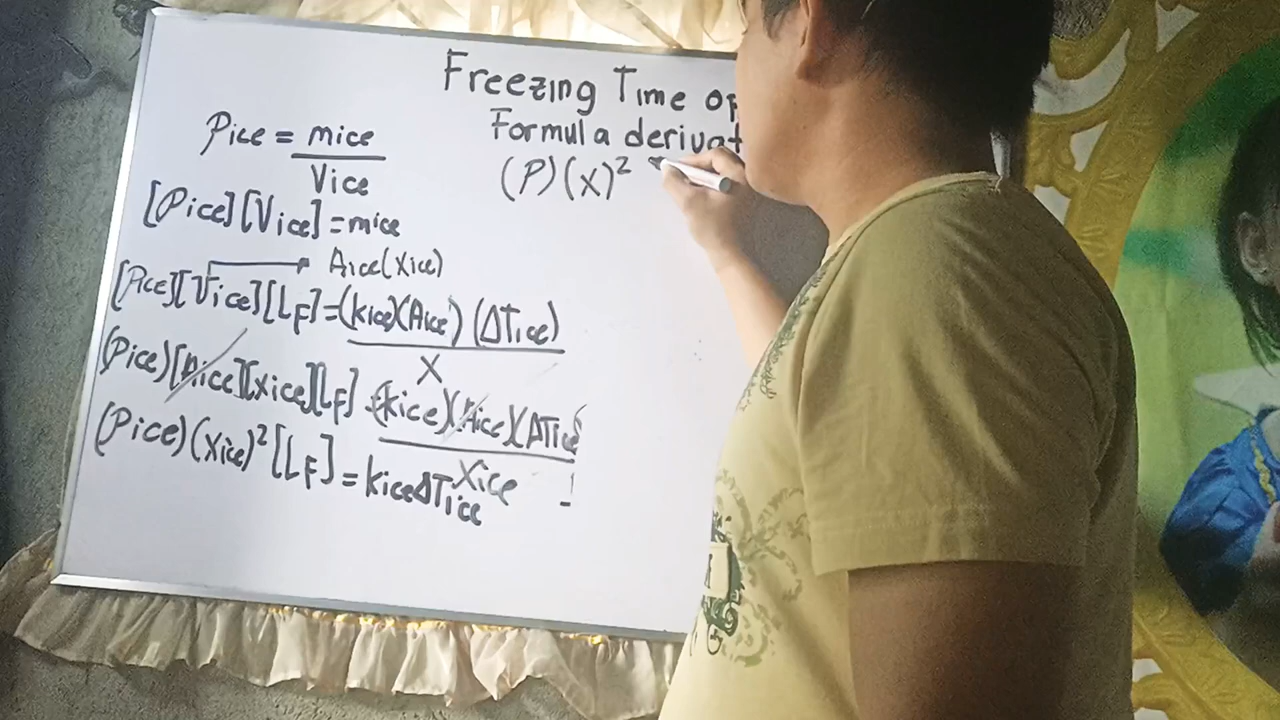 Freezing Time of
Formula derivat
(P)(x)²
Pice = mice
Vice
[Pice][Vice] = mice
Aice(Xice)
[Pice][Vice][LF] = (kice)(Aice) (ΔTice)
X
(Pice)[Aice][Xice][LF] = (kice)(Aice)(ΔTice
Xice
(Pice)(Xice)²[LF] = kiceΔTice